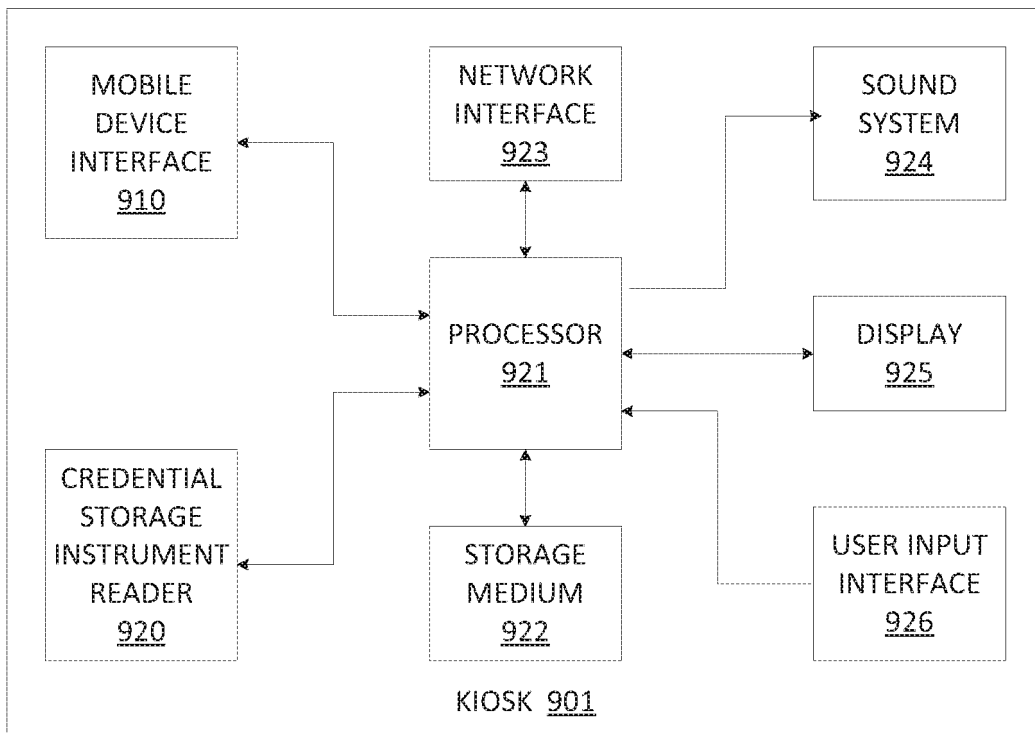 MOBILE
DEVICE
INTERFACE
910
NETWORK
INTERFACE
923
SOUND
SYSTEM
924
PROCESSOR
921
DISPLAY
925
CREDENTIAL
STORAGE
INSTRUMENT
READER
920
STORAGE
MEDIUM
922
USER INPUT
INTERFACE
926
KIOSK 901